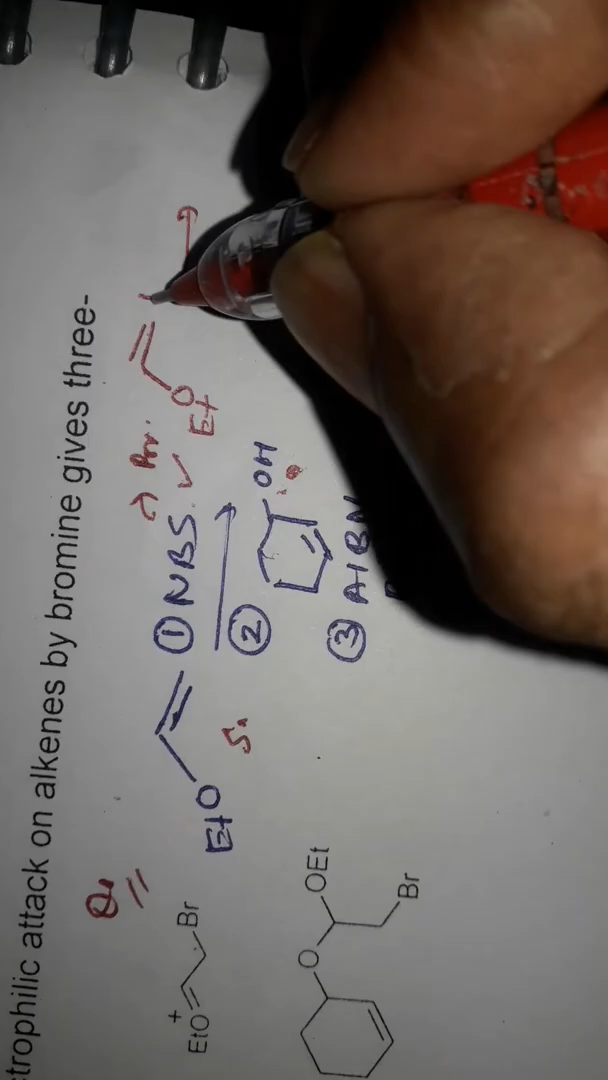 trophilic attack on alkenes by bromine gives three-
Q1
EtO
① NBS.
②
OH
③ AIBN
O
Et
5.
EtO+
Br
O
OEt
Br